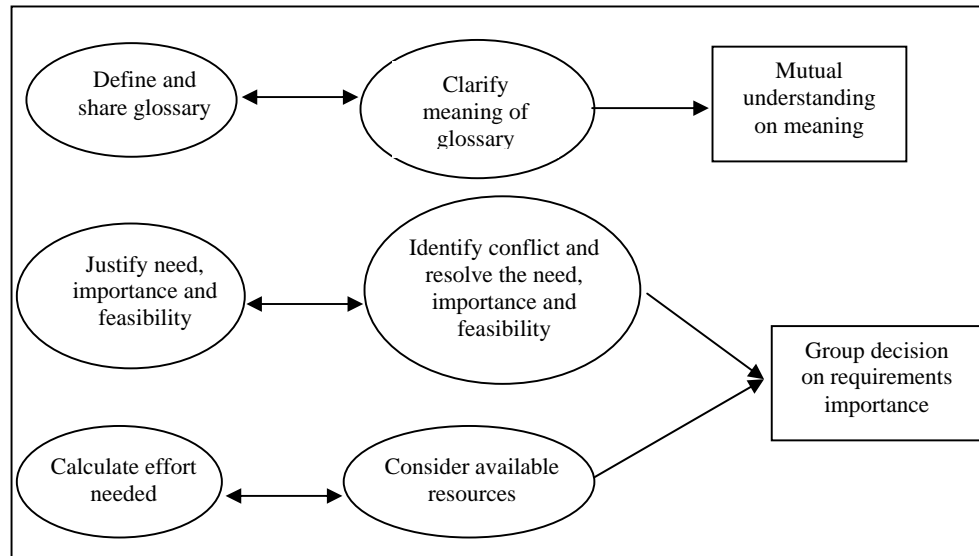 Define and
share glossary
Clarify
meaning of
glossary
Mutual
understanding
on meaning
Justify need,
importance and
feasibility
Identify conflict and
resolve the need,
importance and
feasibility
Group decision
on requirements
importance
Calculate effort
needed
Consider available
resources